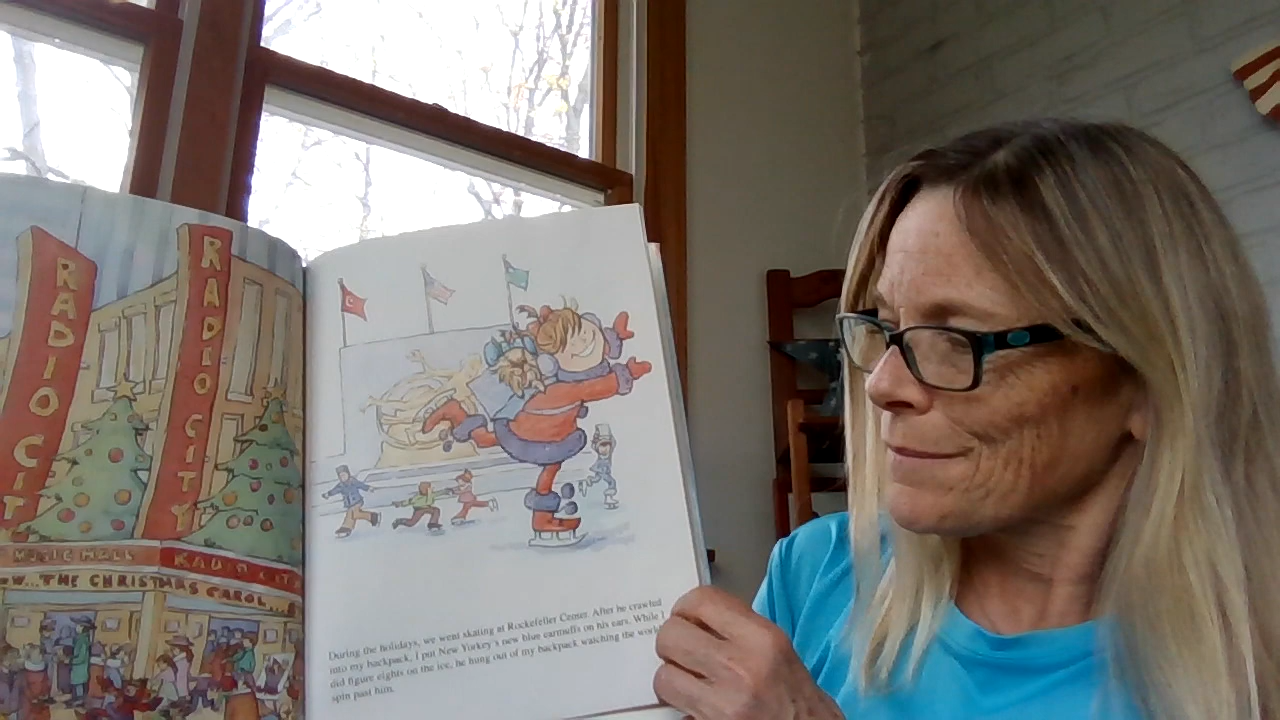 RADIO CITY
RADIO CITY
MUSIC HALL RADIO CITY
THE CHRISTMAS CAROL
During the holidays, we went skating at Rockefeller Center. After he crawled
into my backpack, I put New Yorkey's new blue earmuffs on his ears. While I
did figure eights on the ice, he hung out of my backpack watching the world
spin past him.